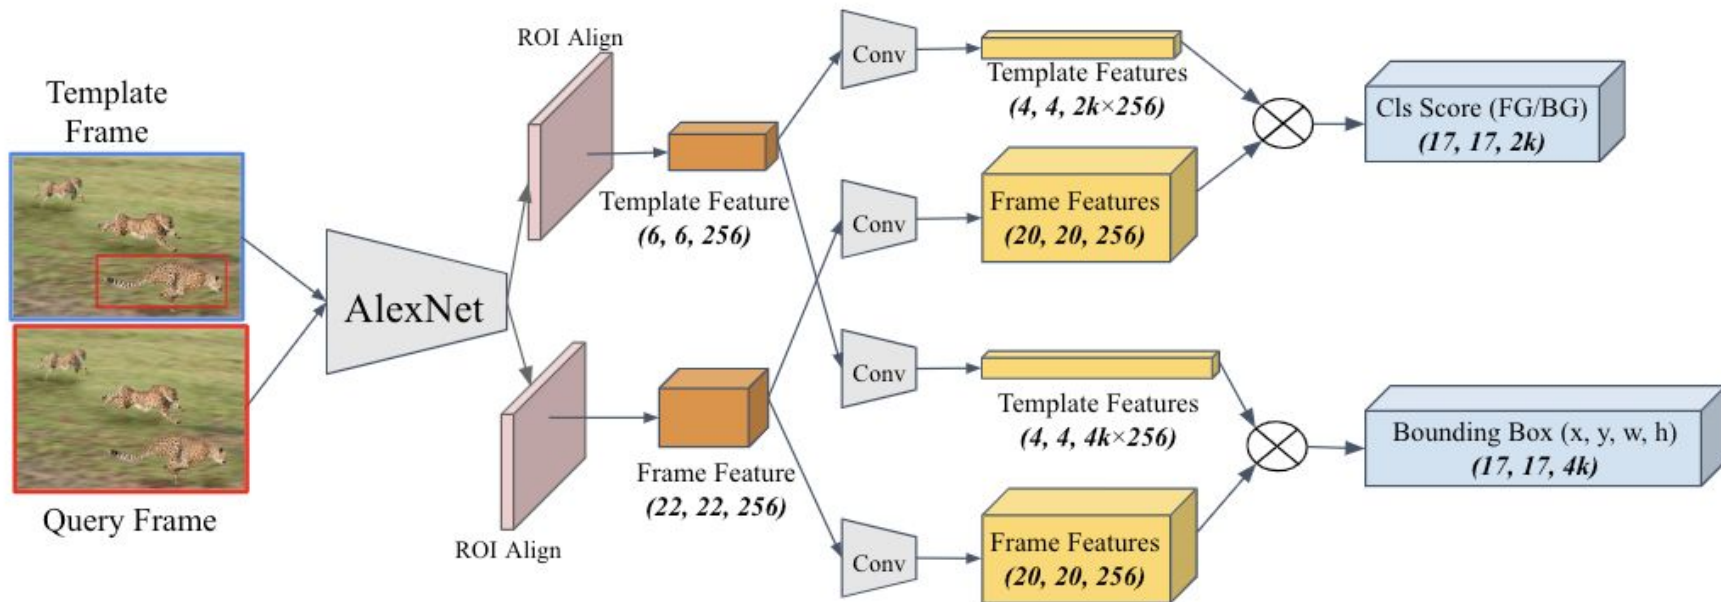 Template
Frame
Query Frame
AlexNet
ROI Align
ROI Align
Template Feature
(6, 6, 256)
Frame Feature
(22, 22, 256)
Conv
Conv
Conv
Conv
Template Features
(4, 4, 2k×256)
Frame Features
(20, 20, 256)
Template Features
(4, 4, 4k×256)
Frame Features
(20, 20, 256)
Cls Score (FG/BG)
(17, 17, 2k)
Bounding Box (x, y, w, h)
(17, 17, 4k)